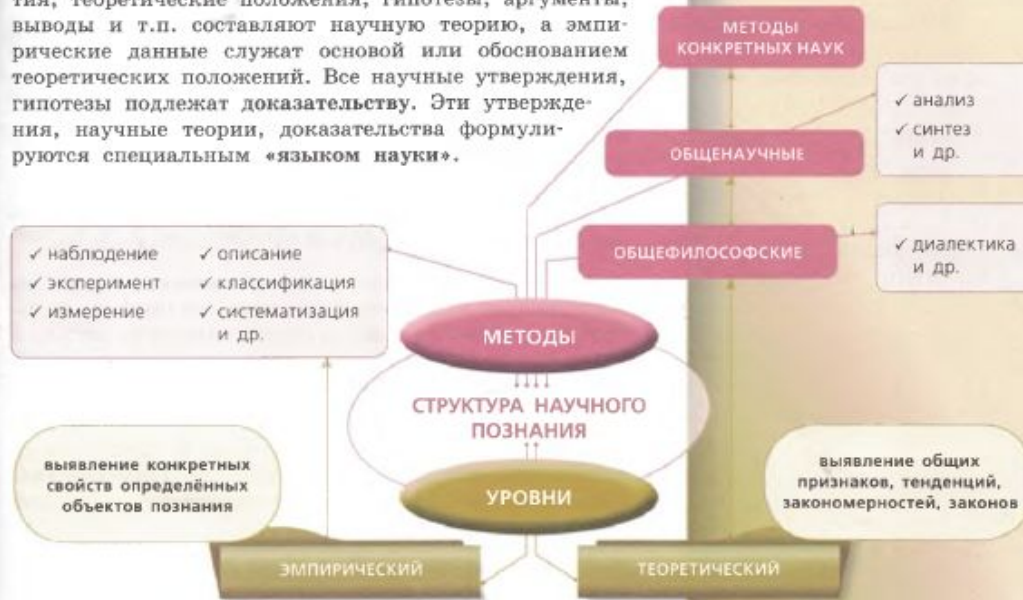 тия, теоретические положения, гипотезы, аргументы,
выводы и т.п. составляют научную теорию, а эмпи-
рические данные служат основой или обоснованием
теоретических положений. Все научные утверждения,
гипотезы подлежат доказательству. Эти утвержде-
ния, научные теории, доказательства формули-
руются специальным «языком науки».
МЕТОДЫ
КОНКРЕТНЫХ НАУК
✓ анализ
✓ синтез
и др.
ОБЩЕНАУЧНЫЕ
ОБЩЕФИЛОСОФСКИЕ
✓ диалектика
и др.
✓ наблюдение
✓ эксперимент
✓ измерение
✓ описание
✓ классификация
✓ систематизация
и др.
МЕТОДЫ
СТРУКТУРА НАУЧНОГО
ПОЗНАНИЯ
УРОВНИ
выявление конкретных
свойств определённых
объектов познания
выявление общих
признаков, тенденций,
закономерностей, законов
ЭМПИРИЧЕСКИЙ
ТЕОРЕТИЧЕСКИЙ